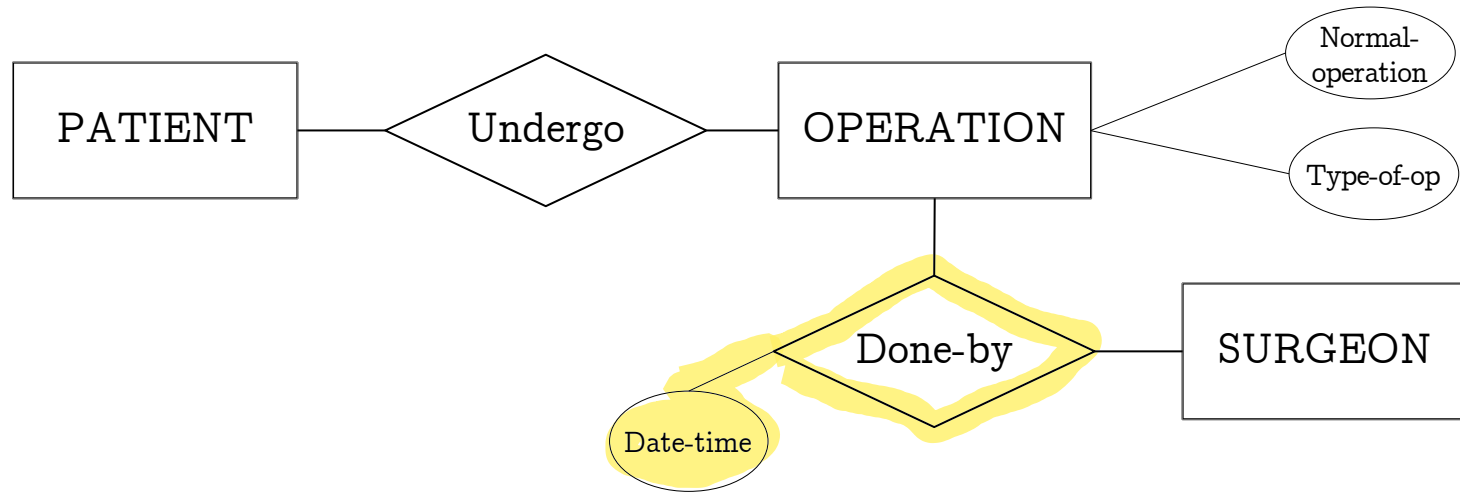 Normal-
operation
PATIENT
Undergo
OPERATION
Type-of-op
Done-by
SURGEON
Date-time